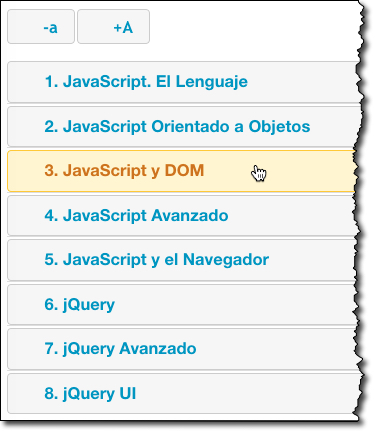 -a +A
1. JavaScript. El Lenguaje
2. JavaScript Orientado a Objetos
3. JavaScript y DOM
4. JavaScript Avanzado
5. JavaScript y el Navegador
6. jQuery
7. jQuery Avanzado
8. jQuery UI